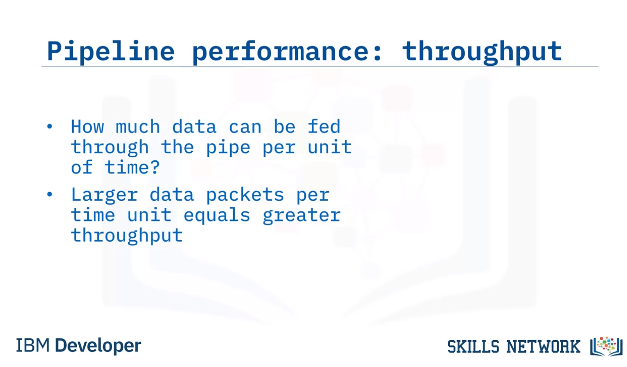 Pipeline performance: throughput
• How much data can be fed
through the pipe per unit
of time?
• Larger data packets per
time unit equals greater
throughput
IBM Developer
SKILLS NETWORK